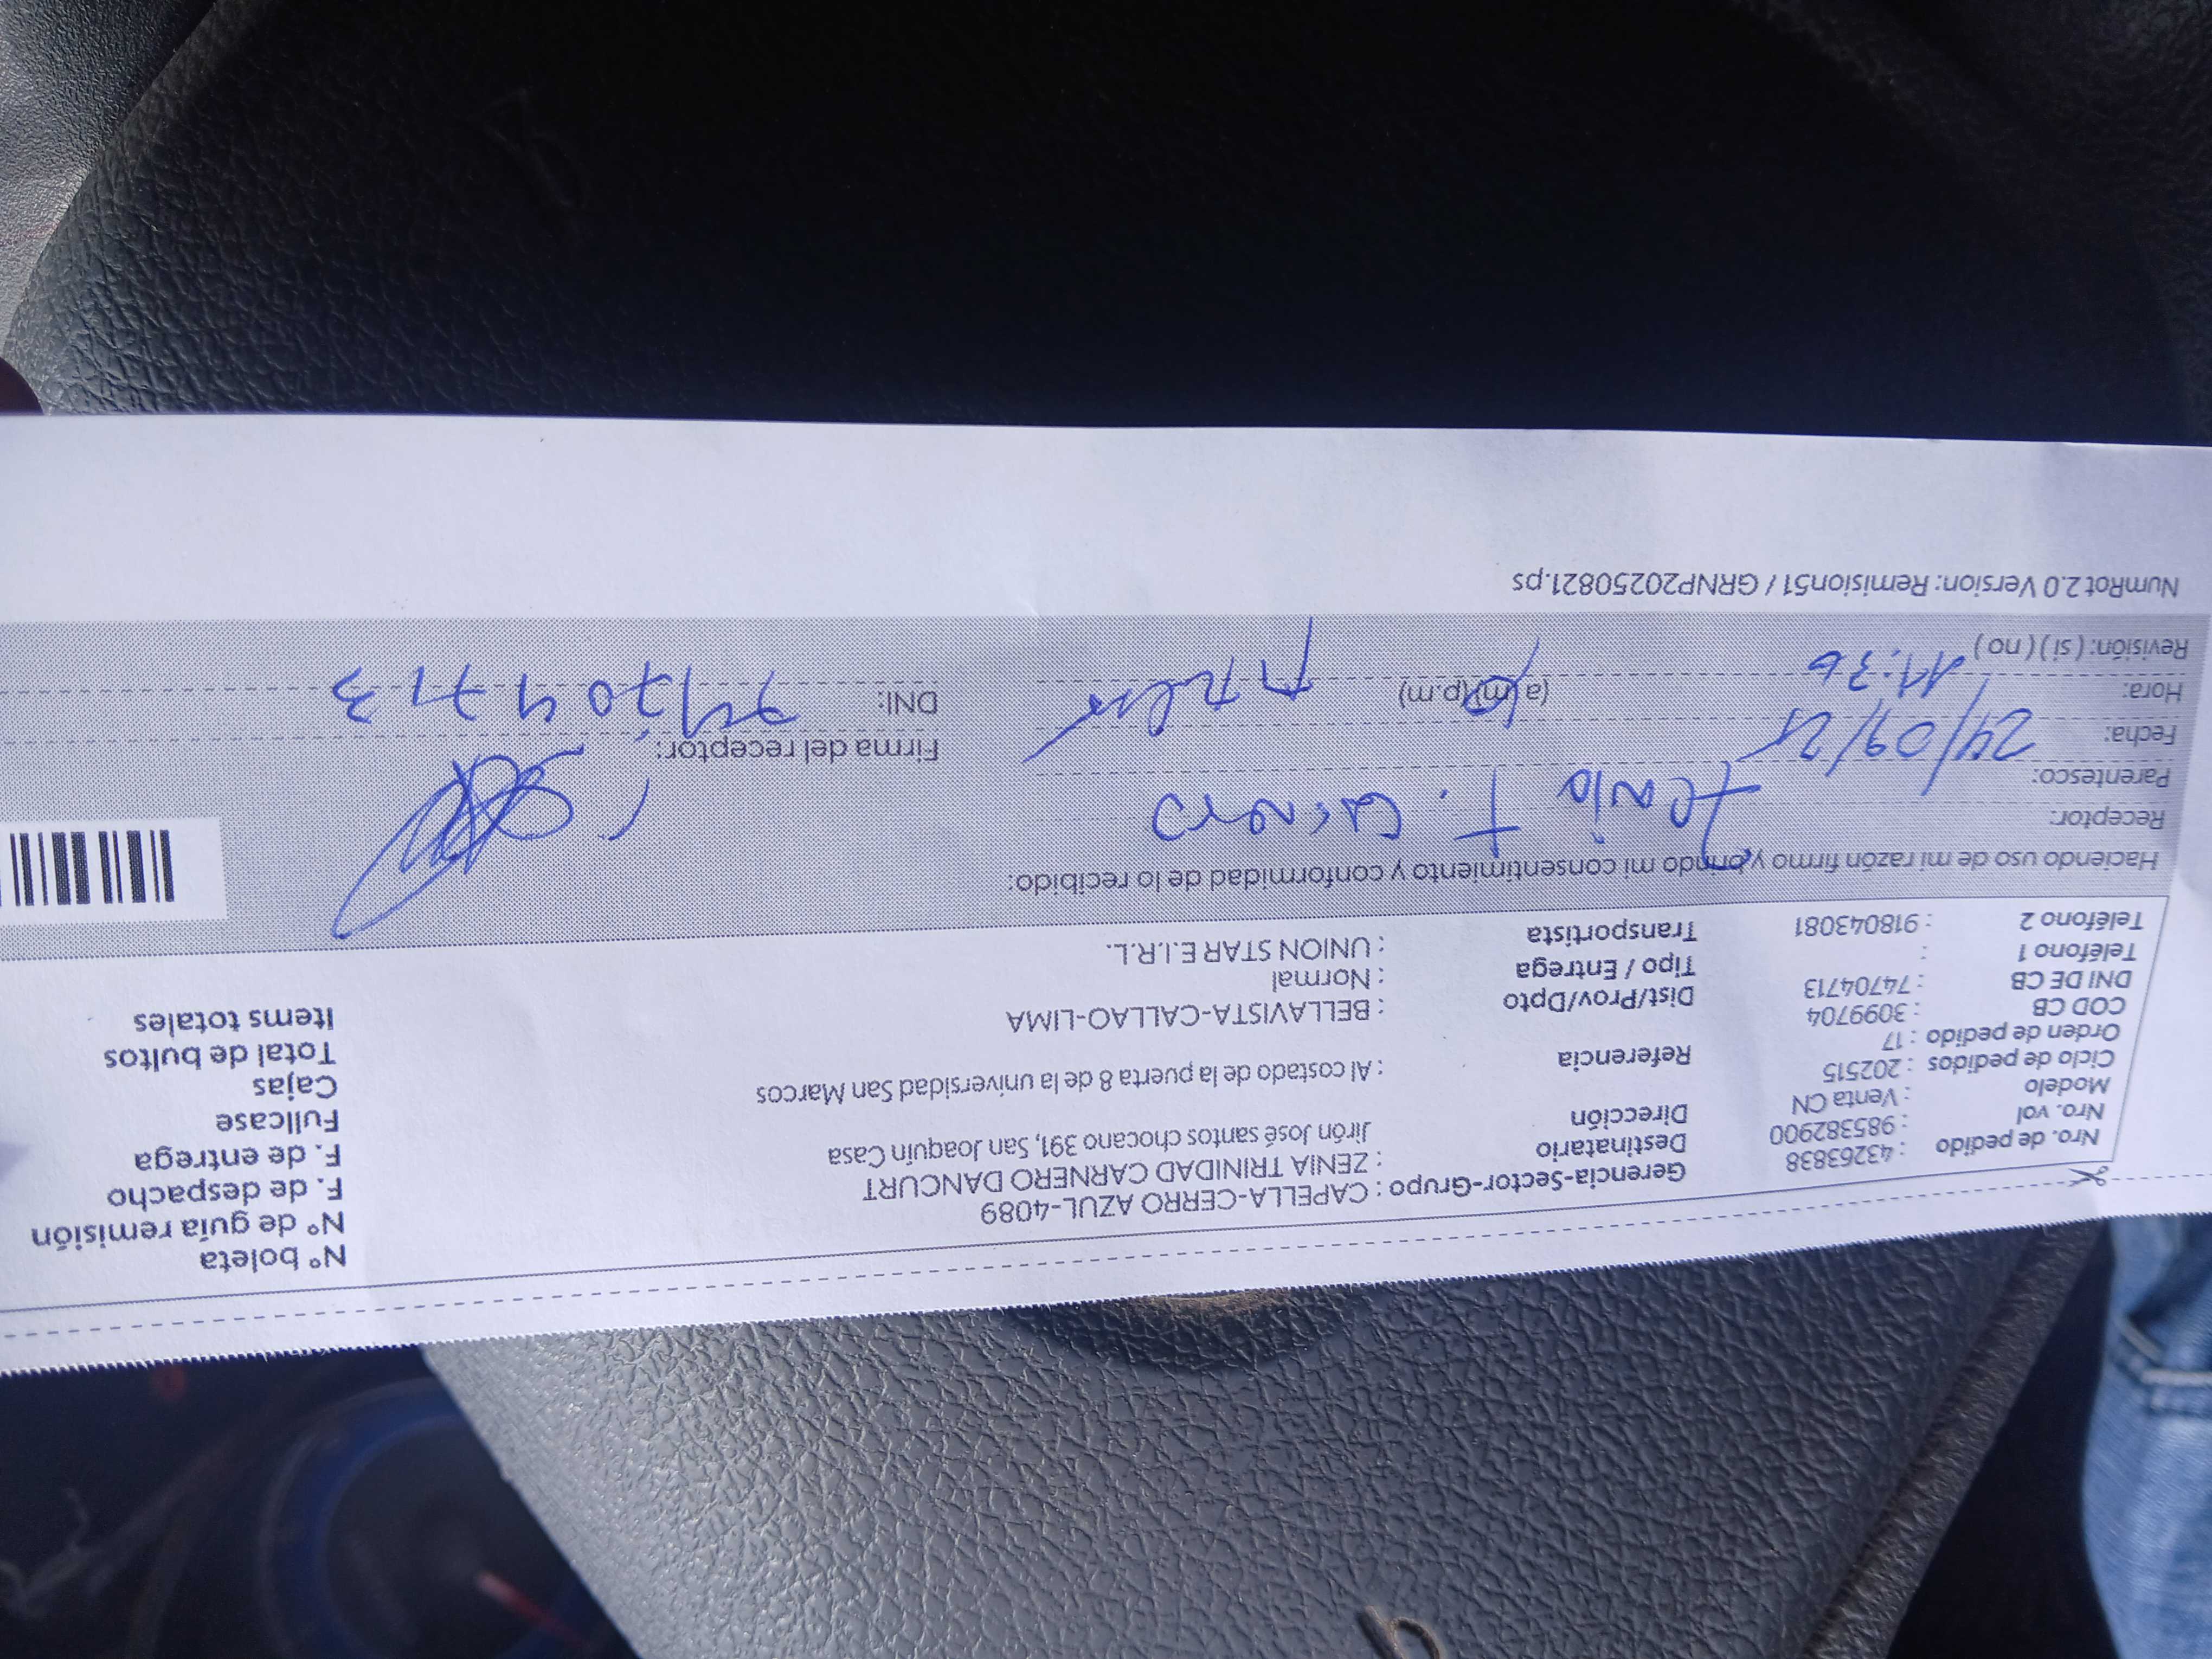 Nº boleta
Nº de guía remisión
F. de despacho
F. de entrega
Fullcase
Cajas
Total de bultos
Items totales
Gerencia-Sector-Grupo : CAPELLA-CERRO AZUL-4089
Destinatario : ZENIA TRINIDAD CARNERO DANCURT
Dirección Jirón José santos chocano 391, San Joaquín Casa
Referencia : Al costado de la puerta 8 de la universidad San Marcos
Dist/Prov/Dpto : BELLAVISTA-CALLAO-LIMA
Tipo / Entrega : Normal
Transportista : UNION STAR E.I.R.L.
Nro. de pedido : 43263838
Nro. vol : 985382900
Modelo : Venta CN
Ciclo de pedidos : 202515
Orden de pedido : 17
COD CB : 3099704
DNI DE CB : 74704713
Teléfono 1 :
Teléfono 2 : 918043081
Haciendo uso de mi razón firmo y brindo mi consentimiento y conformidad de lo recibido:
Receptor: T.
Parentesco:
Fecha: 24/09/25
Hora: 11:36 (a.m)(p.m)
Revisión: ( si ) ( no )
Firma del receptor:
DNI: 74704713
NumRot 2.0 Version: Remision51 / GRNP20250821.ps